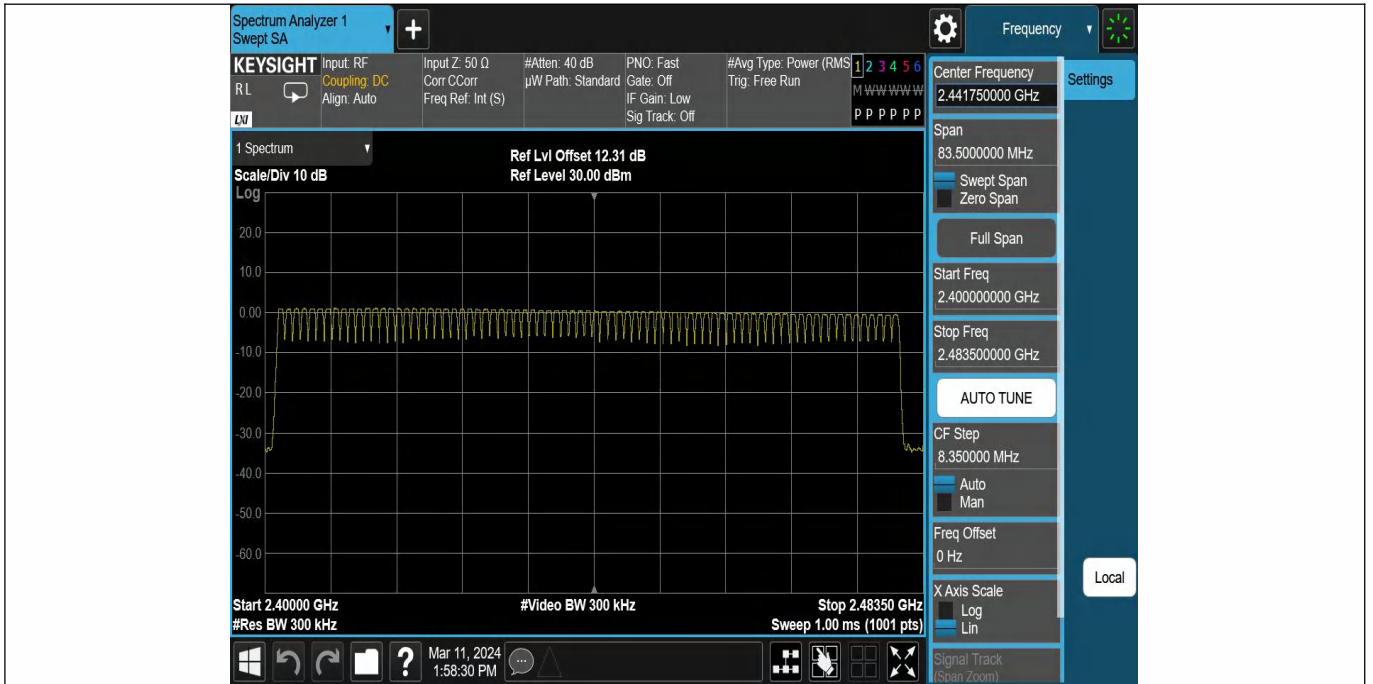 Spectrum Analyzer 1
Swept SA
Frequency
KEYSIGHT
RL
LXI
Input: RF
Coupling: DC
Align: Auto
Input Z: 50 Ω
Corr CCorr
Freq Ref: Int (S)
#Atten: 40 dB
µW Path: Standard
PNO: Fast
Gate: Off
IF Gain: Low
Sig Track: Off
#Avg Type: Power (RMS
Trig: Free Run
1 2 3 4 5 6
M W W W W W
P P P P P P
1 Spectrum
Scale/Div 10 dB
Ref Lvl Offset 12.31 dB
Ref Level 30.00 dBm
Log
20.0
10.0
0.00
-10.0
-20.0
-30.0
-40.0
-50.0
-60.0
Start 2.40000 GHz
#Res BW 300 kHz
#Video BW 300 kHz
Stop 2.48350 GHz
Sweep 1.00 ms (1001 pts)
Center Frequency
2.441750000 GHz
Settings
Span
83.5000000 MHz
Swept Span
Zero Span
Full Span
Start Freq
2.400000000 GHz
Stop Freq
2.483500000 GHz
AUTO TUNE
CF Step
8.350000 MHz
Auto
Man
Freq Offset
0 Hz
X Axis Scale
Log
Lin
Signal Track
(Span Zoom)
Local
?
Mar 11, 2024
1:58:30 PM